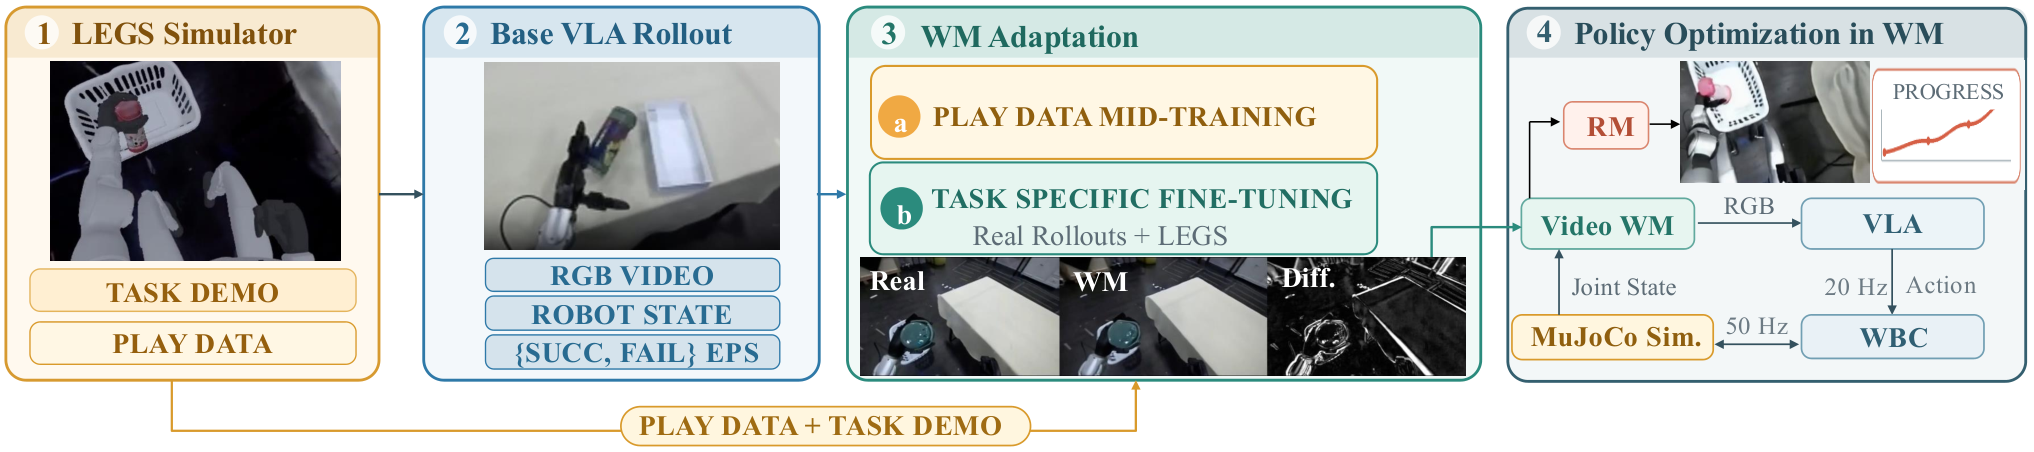 1 LEGS Simulator
TASK DEMO
PLAY DATA
2 Base VLA Rollout
RGB VIDEO
ROBOT STATE
{SUCC, FAIL} EPS
3 WM Adaptation
a PLAY DATA MID-TRAINING
b TASK SPECIFIC FINE-TUNING
Real Rollouts + LEGS
Real
WM
Diff.
PLAY DATA + TASK DEMO
4 Policy Optimization in WM
RM
PROGRESS
Video WM
RGB
VLA
Joint State
20 Hz
Action
MuJoCo Sim.
50 Hz
WBC